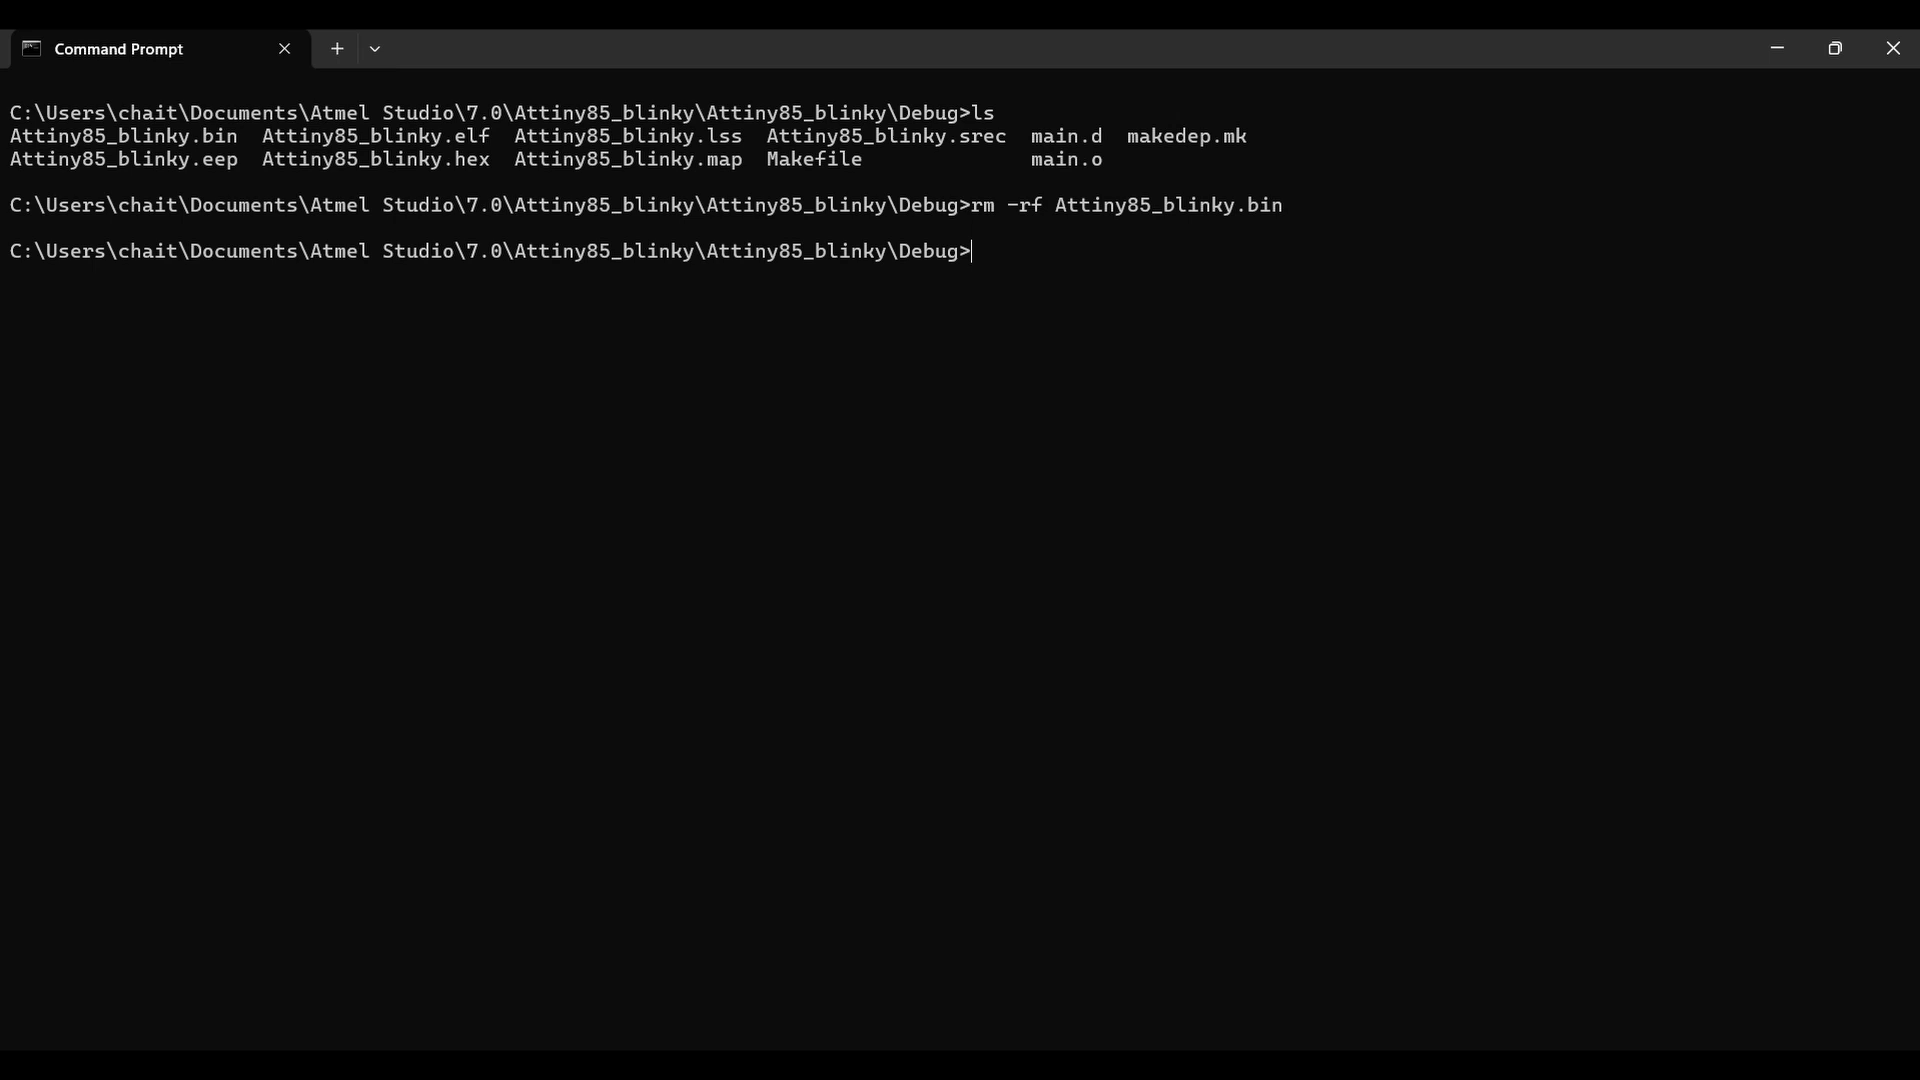 Command Prompt
C:\Users\chait\Documents\Atmel Studio\7.0\Attiny85_blinky\Attiny85_blinky\Debug>ls
Attiny85_blinky.bin  Attiny85_blinky.elf  Attiny85_blinky.lss  Attiny85_blinky.srec  main.d  makedep.mk
Attiny85_blinky.eep  Attiny85_blinky.hex  Attiny85_blinky.map  Makefile              main.o
C:\Users\chait\Documents\Atmel Studio\7.0\Attiny85_blinky\Attiny85_blinky\Debug>rm -rf Attiny85_blinky.bin
C:\Users\chait\Documents\Atmel Studio\7.0\Attiny85_blinky\Attiny85_blinky\Debug>